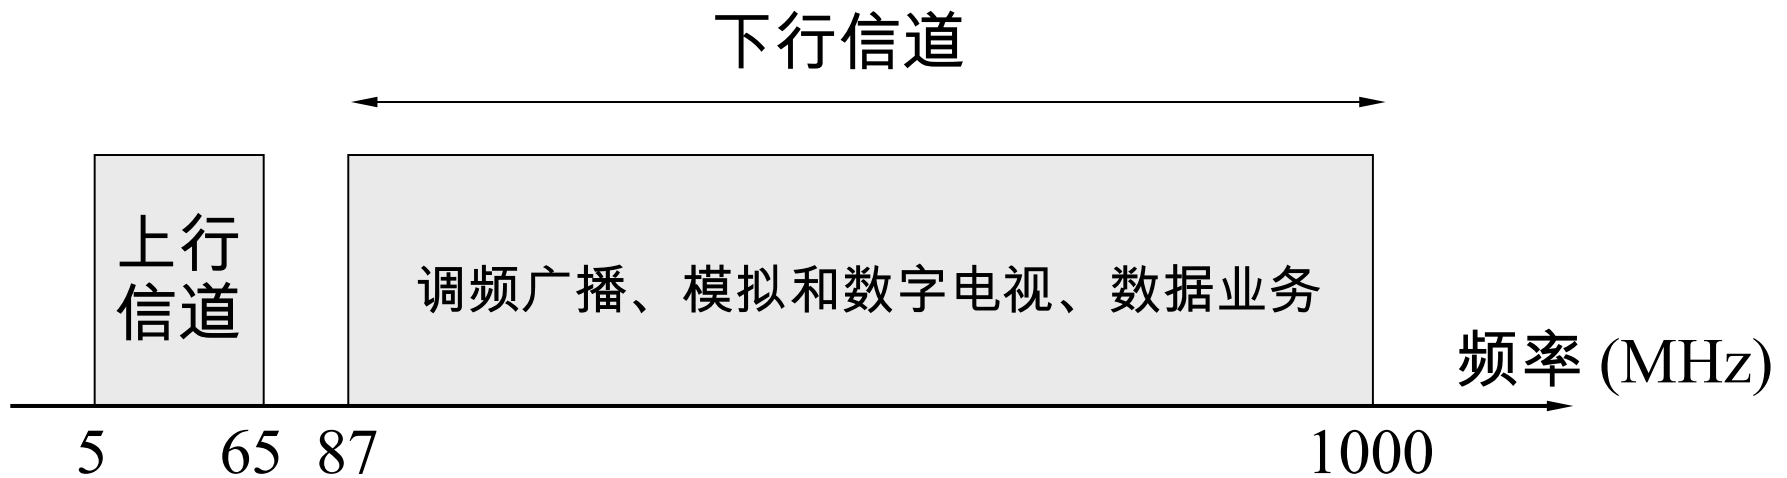 下行信道
上行
信道
调频广播、模拟和数字电视、数据业务
频率 (MHz)
5 65 87 1000